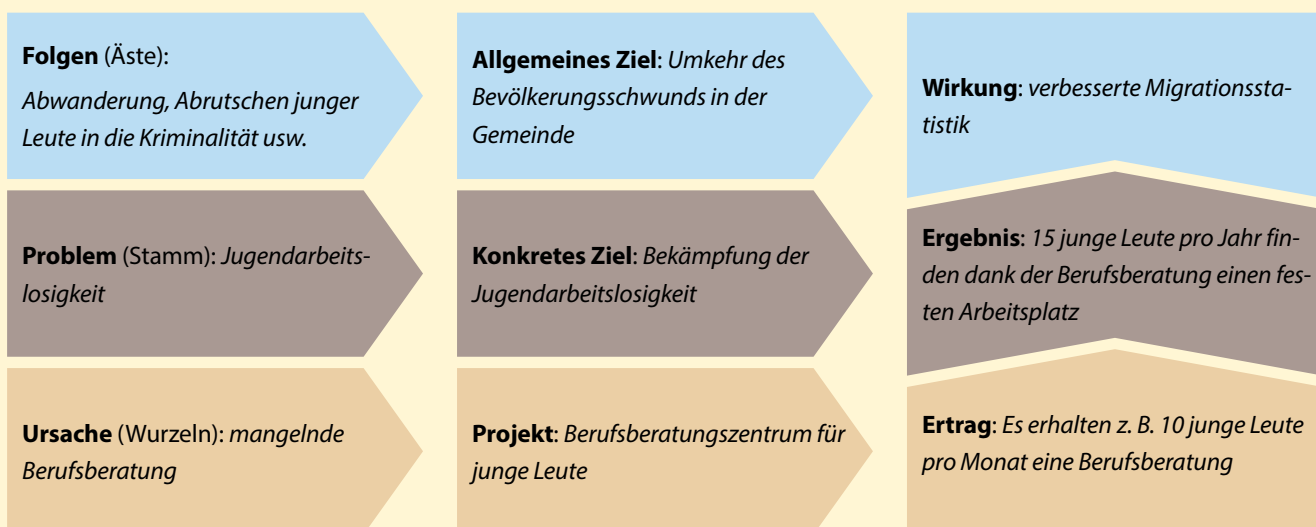 Folgen (Äste):
Abwanderung, Abrutschen junger
Leute in die Kriminalität usw.
Allgemeines Ziel: Umkehr des
Bevölkerungsschwunds in der
Gemeinde
Wirkung: verbesserte Migrationssta-
tistik
Problem (Stamm): Jugendarbeits-
losigkeit
Konkretes Ziel: Bekämpfung der
Jugendarbeitslosigkeit
Ergebnis: 15 junge Leute pro Jahr fin-
den dank der Berufsberatung einen fes-
ten Arbeitsplatz
Ursache (Wurzeln): mangelnde
Berufsberatung
Projekt: Berufsberatungszentrum für
junge Leute
Ertrag: Es erhalten z. B. 10 junge Leute
pro Monat eine Berufsberatung